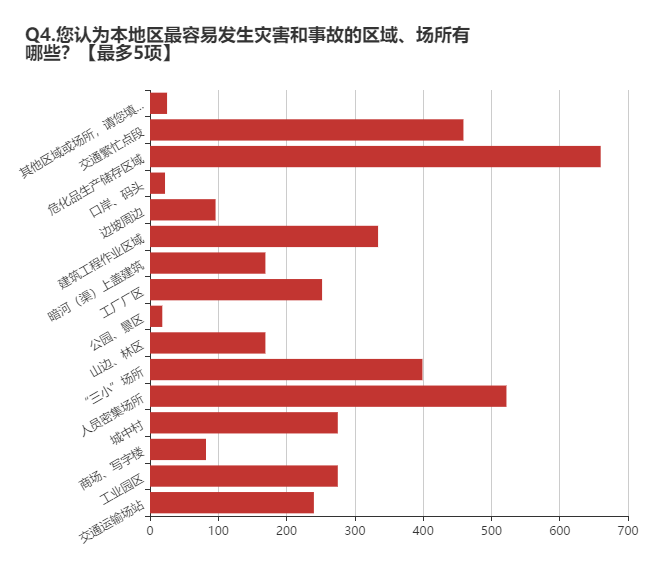 Q4.您认为本地区最容易发生灾害和事故的区域、场所有
哪些？【最多5项】
其他区域或场所，请您填...
交通繁忙点段
危化品生产储存区域
口岸、码头
边坡周边
建筑工程作业区域
暗河（渠）上盖建筑
工厂厂区
公园、景区
山边、林区
“三小”场所
人员密集场所
城中村
商场、写字楼
工业园区
交通运输场站
0 100 200 300 400 500 600 700